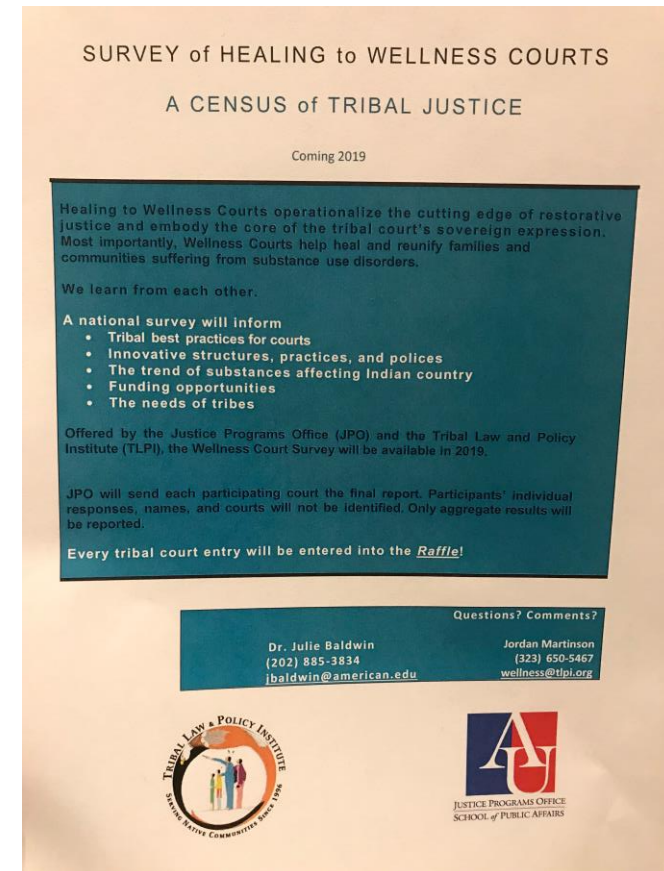 SURVEY of HEALING to WELLNESS COURTS
A CENSUS of TRIBAL JUSTICE
Coming 2019
Healing to Wellness Courts operationalize the cutting edge of restorative
justice and embody the core of the tribal court's sovereign expression.
Most importantly, Wellness Courts help heal and reunify families and
communities suffering from substance use disorders.
We learn from each other.
A national survey will inform
• Tribal best practices for courts
• Innovative structures, practices, and polices
• The trend of substances affecting Indian country
• Funding opportunities
• The needs of tribes
Offered by the Justice Programs Office (JPO) and the Tribal Law and Policy
Institute (TLPI), the Wellness Court Survey will be available in 2019.
JPO will send each participating court the final report. Participants' individual
responses, names, and courts will not be identified. Only aggregate results will
be reported.
Every tribal court entry will be entered into the Raffle!
Questions? Comments?
Dr. Julie Baldwin
(202) 885-3834
jbaldwin@american.edu
Jordan Martinson
(323) 650-5467
wellness@tlpi.org
TRIBAL LAW & POLICY INSTITUTE
SERVING NATIVE COMMUNITIES SINCE 1996
AU
JUSTICE PROGRAMS OFFICE
SCHOOL of PUBLIC AFFAIRS